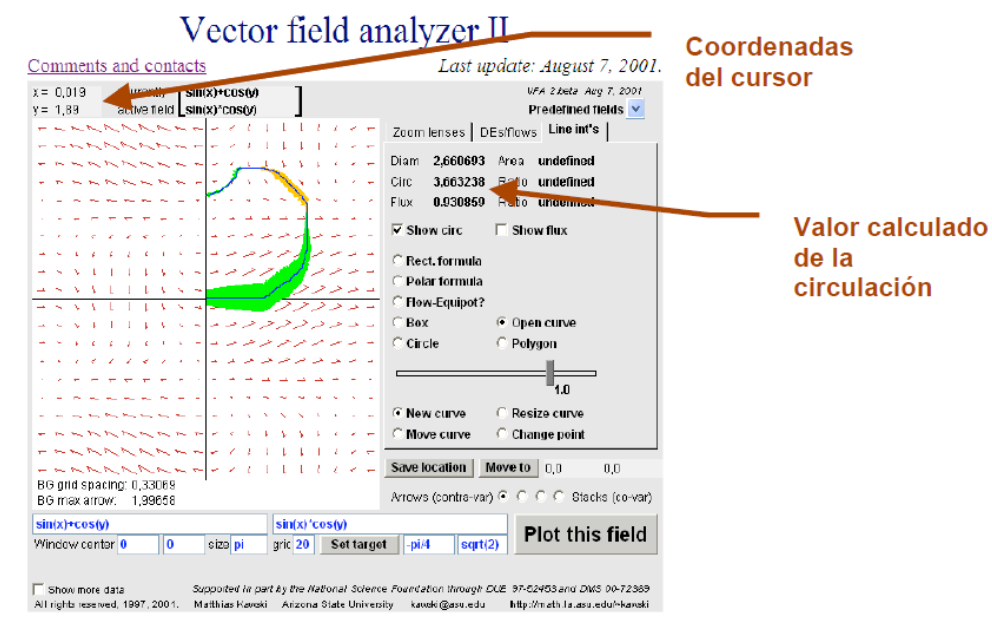 Vector field analyzer II
Coordenadas
del cursor
Comments and contacts
Last update: August 7, 2001.
x = 0,019
sin(x)+cos(y)
VFA 2.beta Aug 7, 2001
y = 1,89
active field
sin(x)*cos(y)
Predefined fields
Zoom lenses
DEs/flows
Line int's
Diam 2,660693 Area undefined
Circ 3,663238 Ratio undefined
Flux 0.930859 Ratio undefined
Valor calculado
de la
circulación
Show circ
Show flux
Rect. formula
Polar formula
Flow-Equipot?
Box
Open curve
Circle
Polygon
1.0
New curve
Resize curve
Move curve
Change point
Save location
Move to
0,0
0,0
BG grid spacing: 0,33069
BG max arrow: 1,99658
Arrows (contra-var)
Stacks (co-var)
sin(x)+cos(y)
sin(x)*cos(y)
Plot this field
Window center 0 0 size pi grid 20 Set target -pi/4 sqrt(2)
Show more data
Supported in part by the National Science Foundation through DUE 97-52453 and DMS 00-72369
All rights reserved, 1997, 2001. Matthias Kawski Arizona State University kawski@asu.edu http://math.la.asu.edu/~kawski